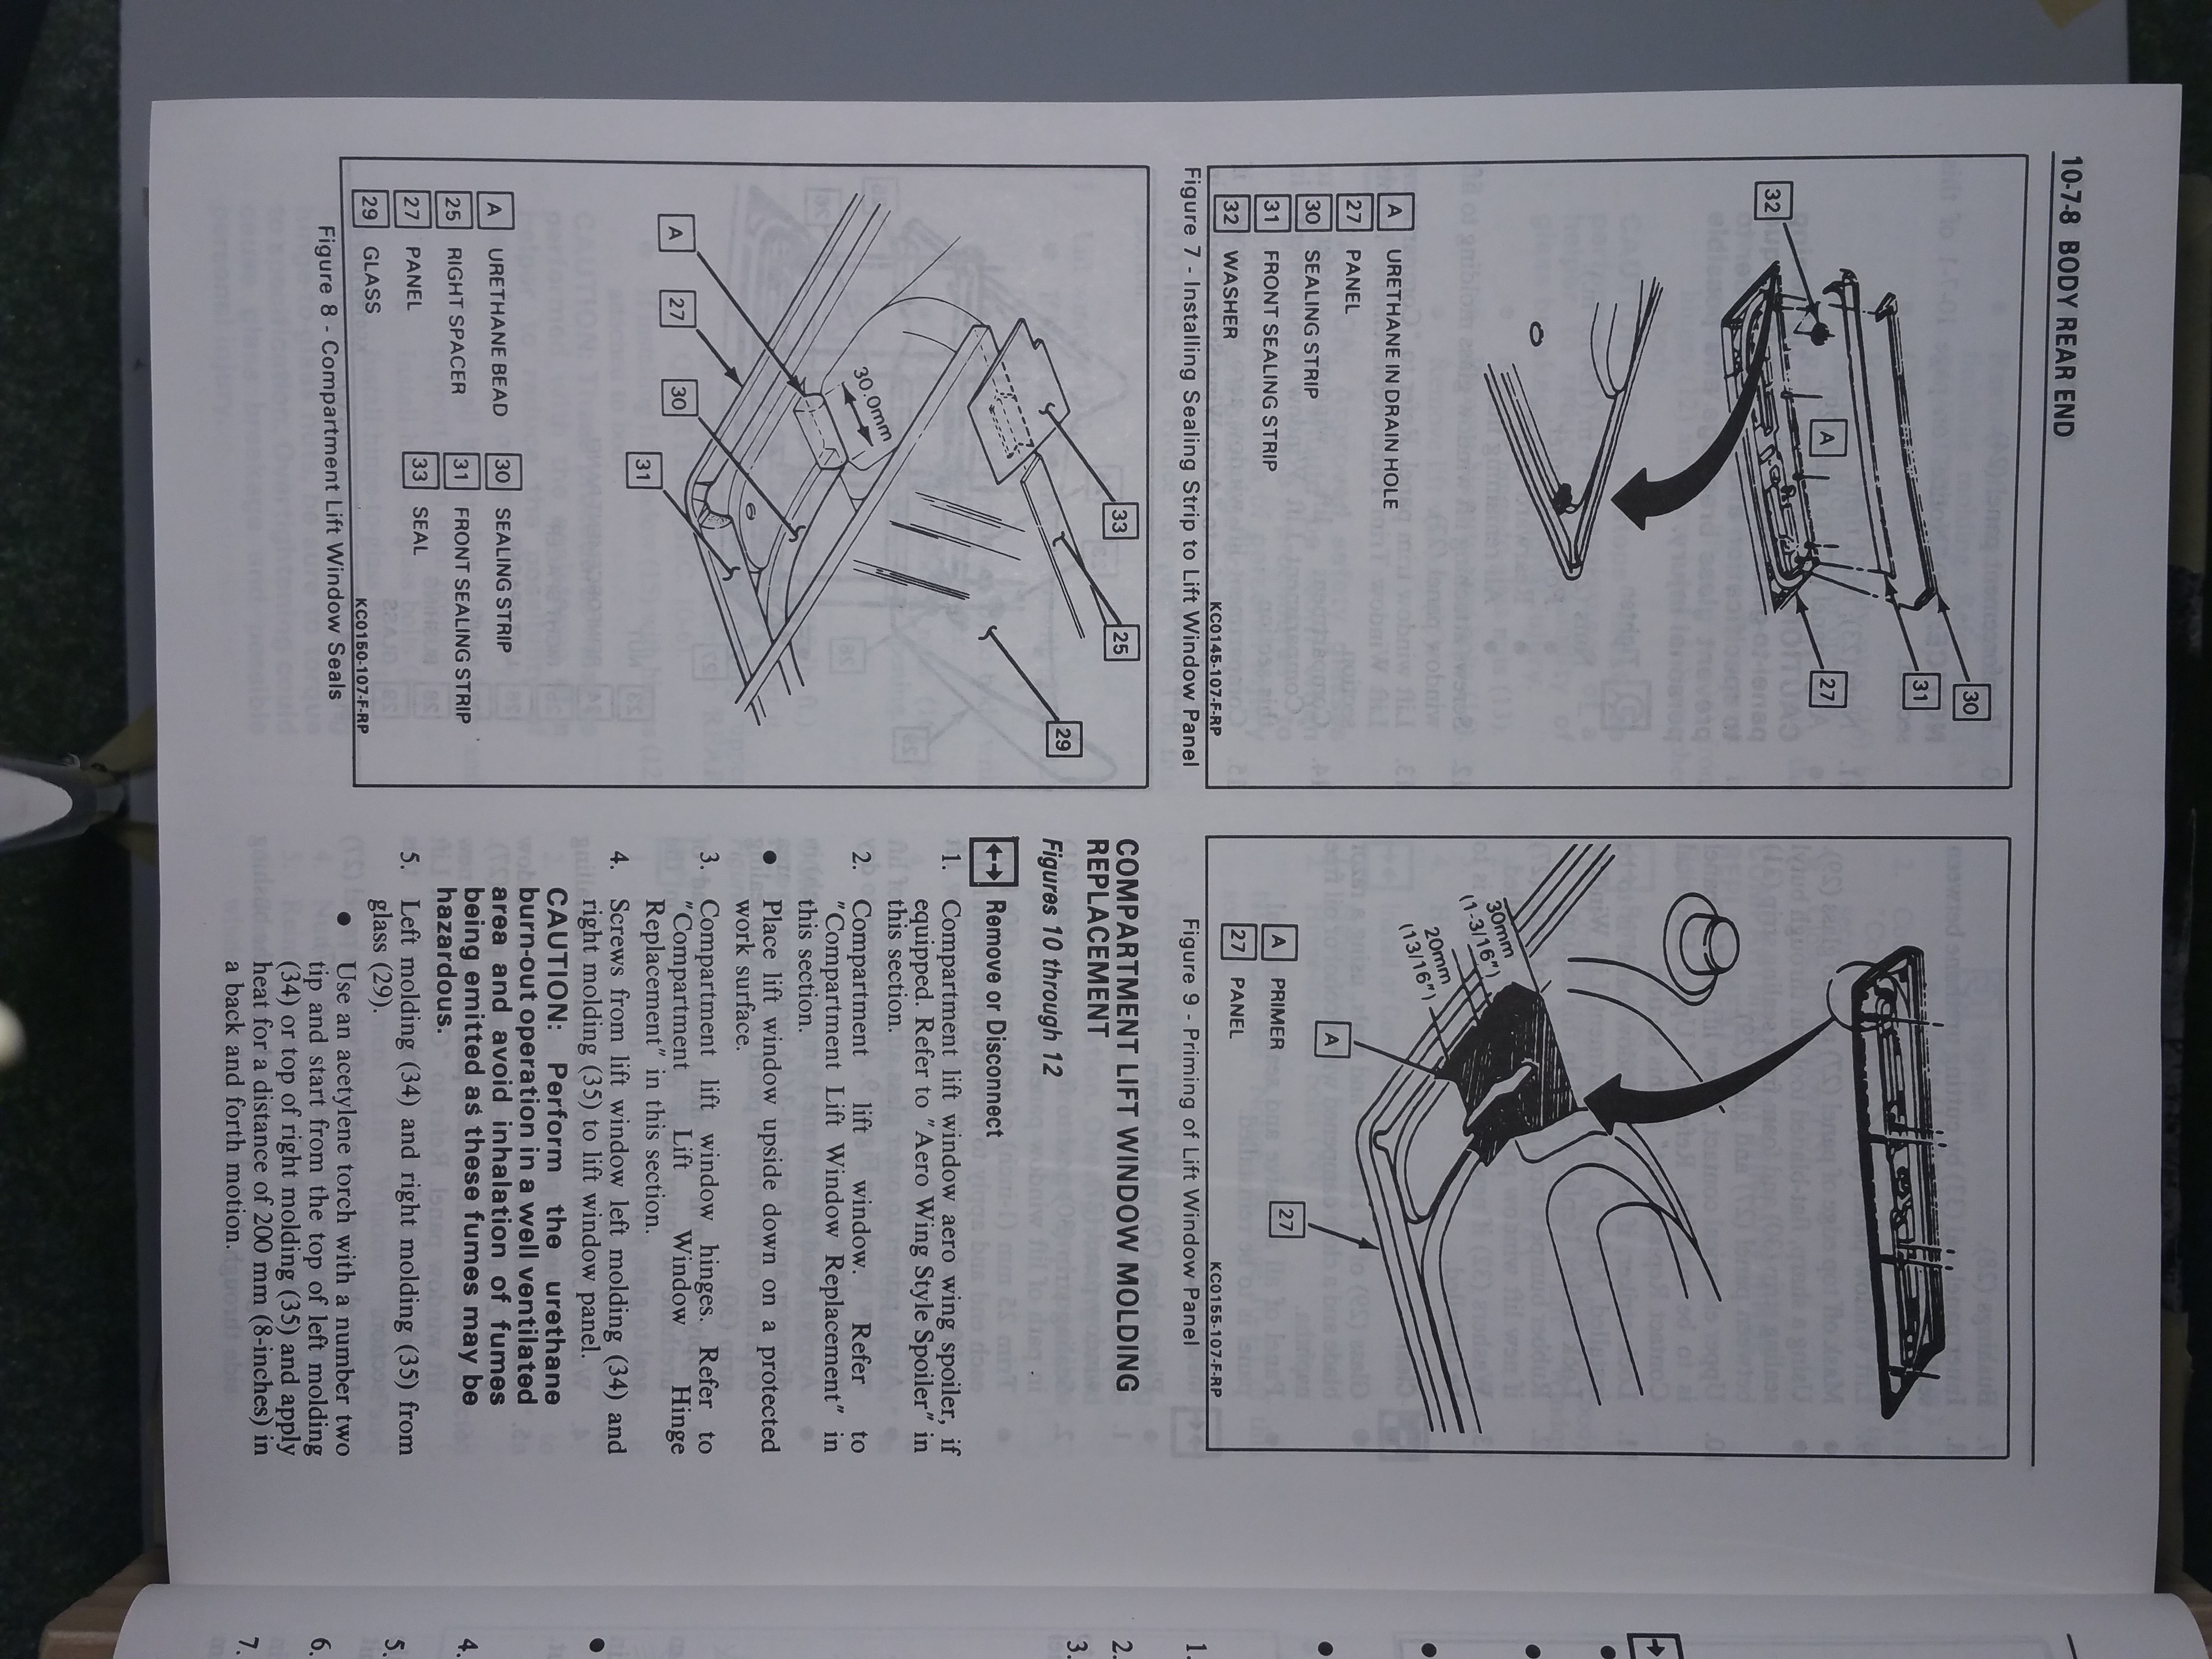 10-7-8 BODY REAR END
32
A
30
31
27
A URETHANE IN DRAIN HOLE
27 PANEL
30 SEALING STRIP
31 FRONT SEALING STRIP
32 WASHER
KC0145-107-F-RP
Figure 7 - Installing Sealing Strip to Lift Window Panel
33
25
29
30.0mm
A
27
30
31
A URETHANE BEAD
25 RIGHT SPACER
27 PANEL
29 GLASS
30 SEALING STRIP
31 FRONT SEALING STRIP
33 SEAL
KC0150-107-F-RP
Figure 8 - Compartment Lift Window Seals
30mm
(1-3/16")
20mm
(13/16")
A
27
A PRIMER
27 PANEL
KC0155-107-F-RP
Figure 9 - Priming of Lift Window Panel
COMPARTMENT LIFT WINDOW MOLDING
REPLACEMENT
Figures 10 through 12
Remove or Disconnect
1. Compartment lift window aero wing spoiler, if
equipped. Refer to "Aero Wing Style Spoiler" in
this section.
2. Compartment lift window. Refer to
"Compartment Lift Window Replacement" in
this section.
● Place lift window upside down on a protected
work surface.
3. Compartment lift window hinges. Refer to
"Compartment Lift Window Hinge
Replacement" in this section.
4. Screws from lift window left molding (34) and
right molding (35) to lift window panel.
CAUTION: Perform the urethane
burn-out operation in a well ventilated
area and avoid inhalation of fumes
being emitted as these fumes may be
hazardous.
5. Left molding (34) and right molding (35) from
glass (29).
● Use an acetylene torch with a number two
tip and start from the top of left molding
(34) or top of right molding (35) and apply
heat for a distance of 200 mm (8-inches) in
a back and forth motion.
1.
2.
3.
4.
5.
6.
7.